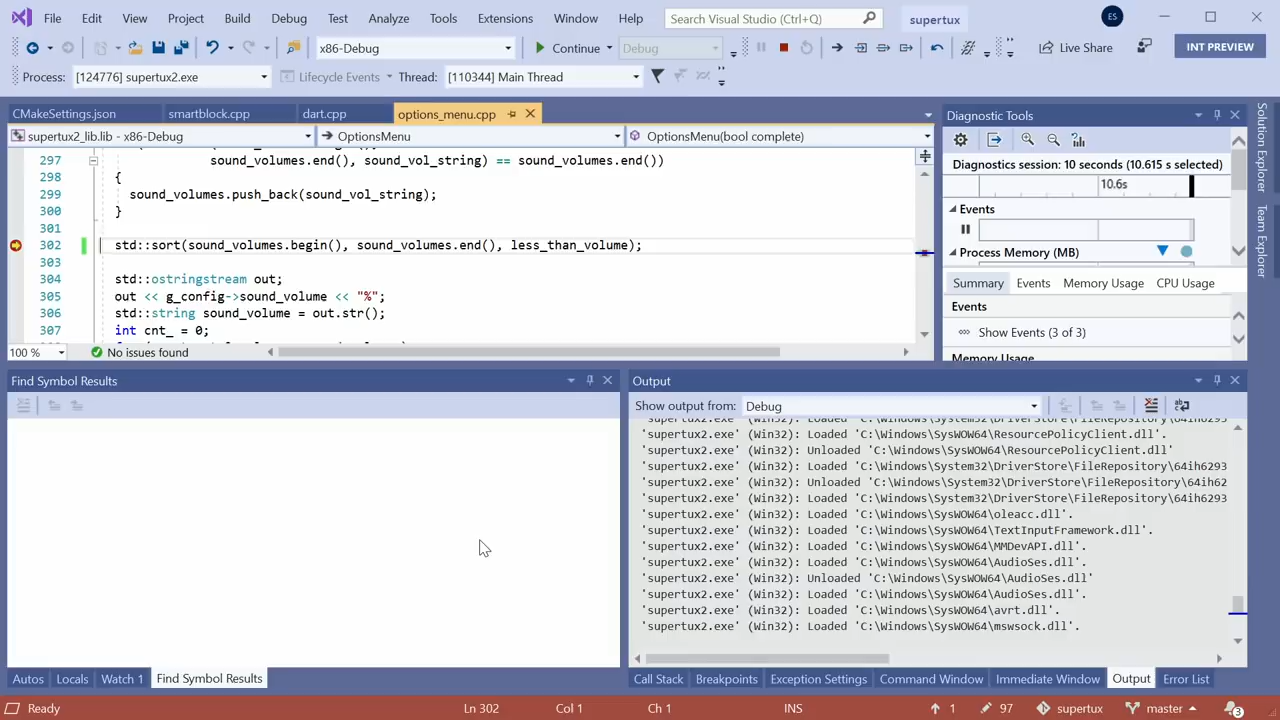 File Edit View Project Build Debug Test Analyze Tools Extensions Window Help Search Visual Studio (Ctrl+Q) supertux ES
x86-Debug Continue Debug Live Share INT PREVIEW
Process: [124776] supertux2.exe Lifecycle Events Thread: [110344] Main Thread
CMakeSettings.json smartblock.cpp dart.cpp options_menu.cpp
supertux2_lib.lib - x86-Debug OptionsMenu OptionsMenu(bool complete)
297 sound_volumes.end(), sound_vol_string) == sound_volumes.end())
298 {
299 sound_volumes.push_back(sound_vol_string);
300 }
301
302 std::sort(sound_volumes.begin(), sound_volumes.end(), less_than_volume);
303
304 std::ostringstream out;
305 out << g_config->sound_volume << "%";
306 std::string sound_volume = out.str();
307 int cnt_ = 0;
100 % No issues found
Diagnostic Tools
Diagnostics session: 10 seconds (10.615 s selected)
10.6s
Events
Process Memory (MB)
Summary Events Memory Usage CPU Usage
Events
Show Events (3 of 3)
Memory Usage
Solution Explorer
Team Explorer
Find Symbol Results
Output
Show output from: Debug
'supertux2.exe' (Win32): Loaded 'C:\Windows\System32\DriverStore\FileRepository\64ih6293
'supertux2.exe' (Win32): Loaded 'C:\Windows\SysWOW64\ResourcePolicyClient.dll'.
'supertux2.exe' (Win32): Unloaded 'C:\Windows\SysWOW64\ResourcePolicyClient.dll'
'supertux2.exe' (Win32): Loaded 'C:\Windows\System32\DriverStore\FileRepository\64ih6293
'supertux2.exe' (Win32): Unloaded 'C:\Windows\System32\DriverStore\FileRepository\64ih62
'supertux2.exe' (Win32): Loaded 'C:\Windows\System32\DriverStore\FileRepository\64ih6293
'supertux2.exe' (Win32): Loaded 'C:\Windows\SysWOW64\oleacc.dll'.
'supertux2.exe' (Win32): Loaded 'C:\Windows\SysWOW64\TextInputFramework.dll'.
'supertux2.exe' (Win32): Loaded 'C:\Windows\SysWOW64\MMDevAPI.dll'.
'supertux2.exe' (Win32): Loaded 'C:\Windows\SysWOW64\AudioSes.dll'.
'supertux2.exe' (Win32): Unloaded 'C:\Windows\SysWOW64\AudioSes.dll'
'supertux2.exe' (Win32): Loaded 'C:\Windows\SysWOW64\AudioSes.dll'.
'supertux2.exe' (Win32): Loaded 'C:\Windows\SysWOW64\avrt.dll'.
'supertux2.exe' (Win32): Loaded 'C:\Windows\SysWOW64\mswsock.dll'.
Autos Locals Watch 1 Find Symbol Results
Call Stack Breakpoints Exception Settings Command Window Immediate Window Output Error List
Ready Ln 302 Col 1 Ch 1 INS 1 97 supertux master 3